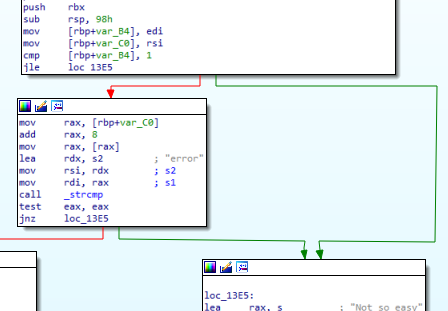 push    rbx
sub     rsp, 98h
mov     [rbp+var_B4], edi
mov     [rbp+var_C0], rsi
cmp     [rbp+var_B4], 1
jle     loc_13E5
mov     rax, [rbp+var_C0]
add     rax, 8
mov     rax, [rax]
lea     rdx, s2         ; "error"
mov     rsi, rdx        ; s2
mov     rdi, rax        ; s1
call    _strcmp
test    eax, eax
jnz     loc_13E5
loc_13E5:
lea     rax, s          ; "Not so easy"